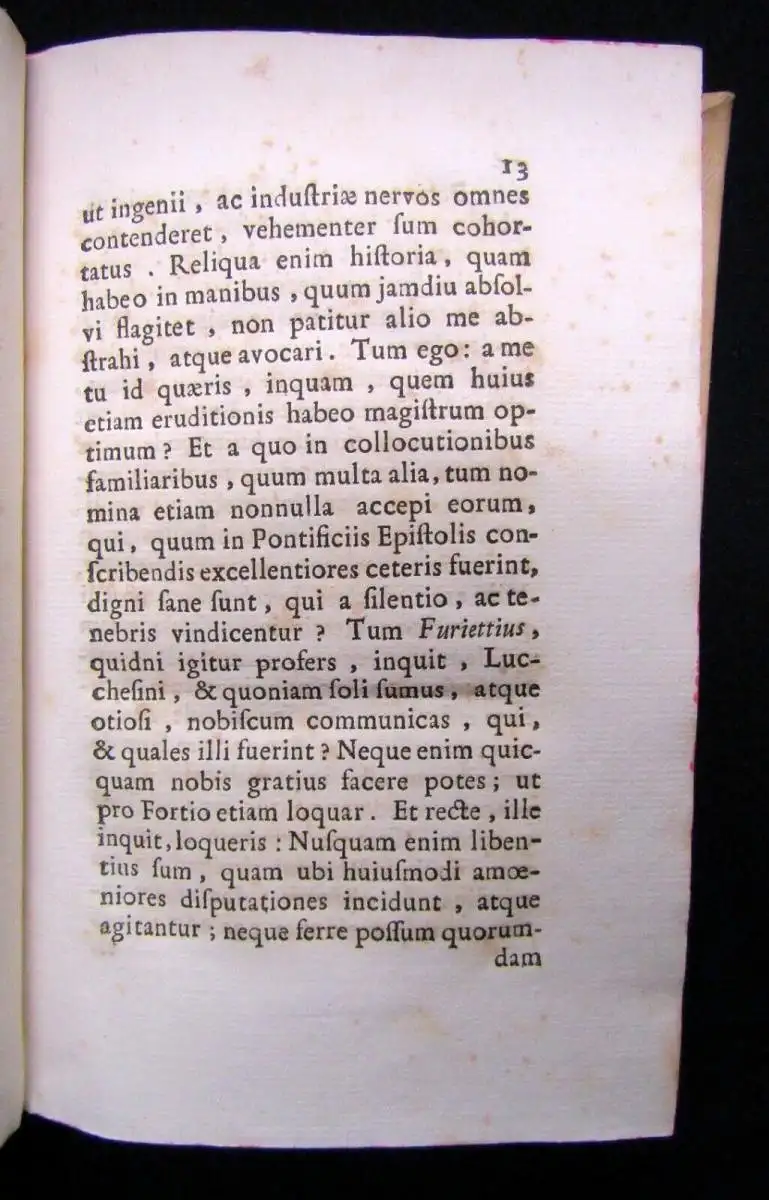 13
ut ingenii , ac induſtriæ nervos omnes
contenderet , vehementer ſum cohor-
tatus . Reliqua enim hiſtoria , quam
habeo in manibus , quum jamdiu abſol-
vi flagitet , non patitur alio me ab-
ſtrahi , atque avocari . Tum ego : a me
tu id quæris , inquam , quem huius
etiam eruditionis habeo magiſtrum op-
timum ? Et a quo in collocutionibus
familiaribus , quum multa alia , tum no-
mina etiam nonnulla accepi eorum ,
qui , quum in Pontificiis Epiſtolis con-
ſcribendis excellentiores ceteris fuerint,
digni ſane ſunt , qui a ſilentio , ac te-
nebris vindicentur ? Tum Furiettius ,
quidni igitur profers , inquit , Luc-
cheſini , & quoniam ſoli ſumus , atque
otioſi , nobiſcum communicas , qui ,
& quales illi fuerint ? Neque enim quic-
quam nobis gratius facere potes ; ut
pro Fortio etiam loquar . Et recte , ille
inquit , loqueris : Nuſquam enim liben-
tius ſum , quam ubi huiuſmodi amœ-
niores diſputationes incidunt , atque
agitantur ; neque ferre poſſum quorum-
dam